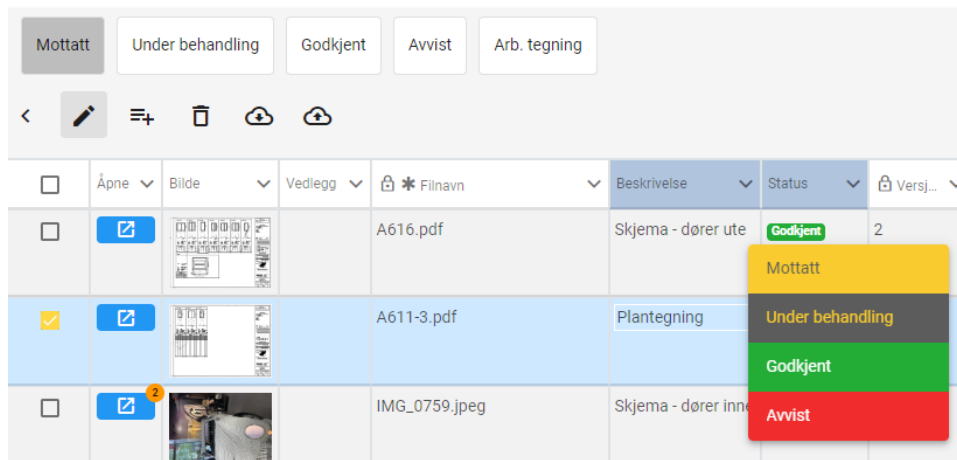 Mottatt Under behandling Godkjent Avvist Arb. tegning
Åpne Bilde Vedlegg Filnavn Beskrivelse Status Versj...
A616.pdf Skjema - dører ute Godkjent 2
Mottatt
A611-3.pdf Plantegning Under behandling
Godkjent
2
IMG_0759.jpeg Skjema - dører inne Avvist